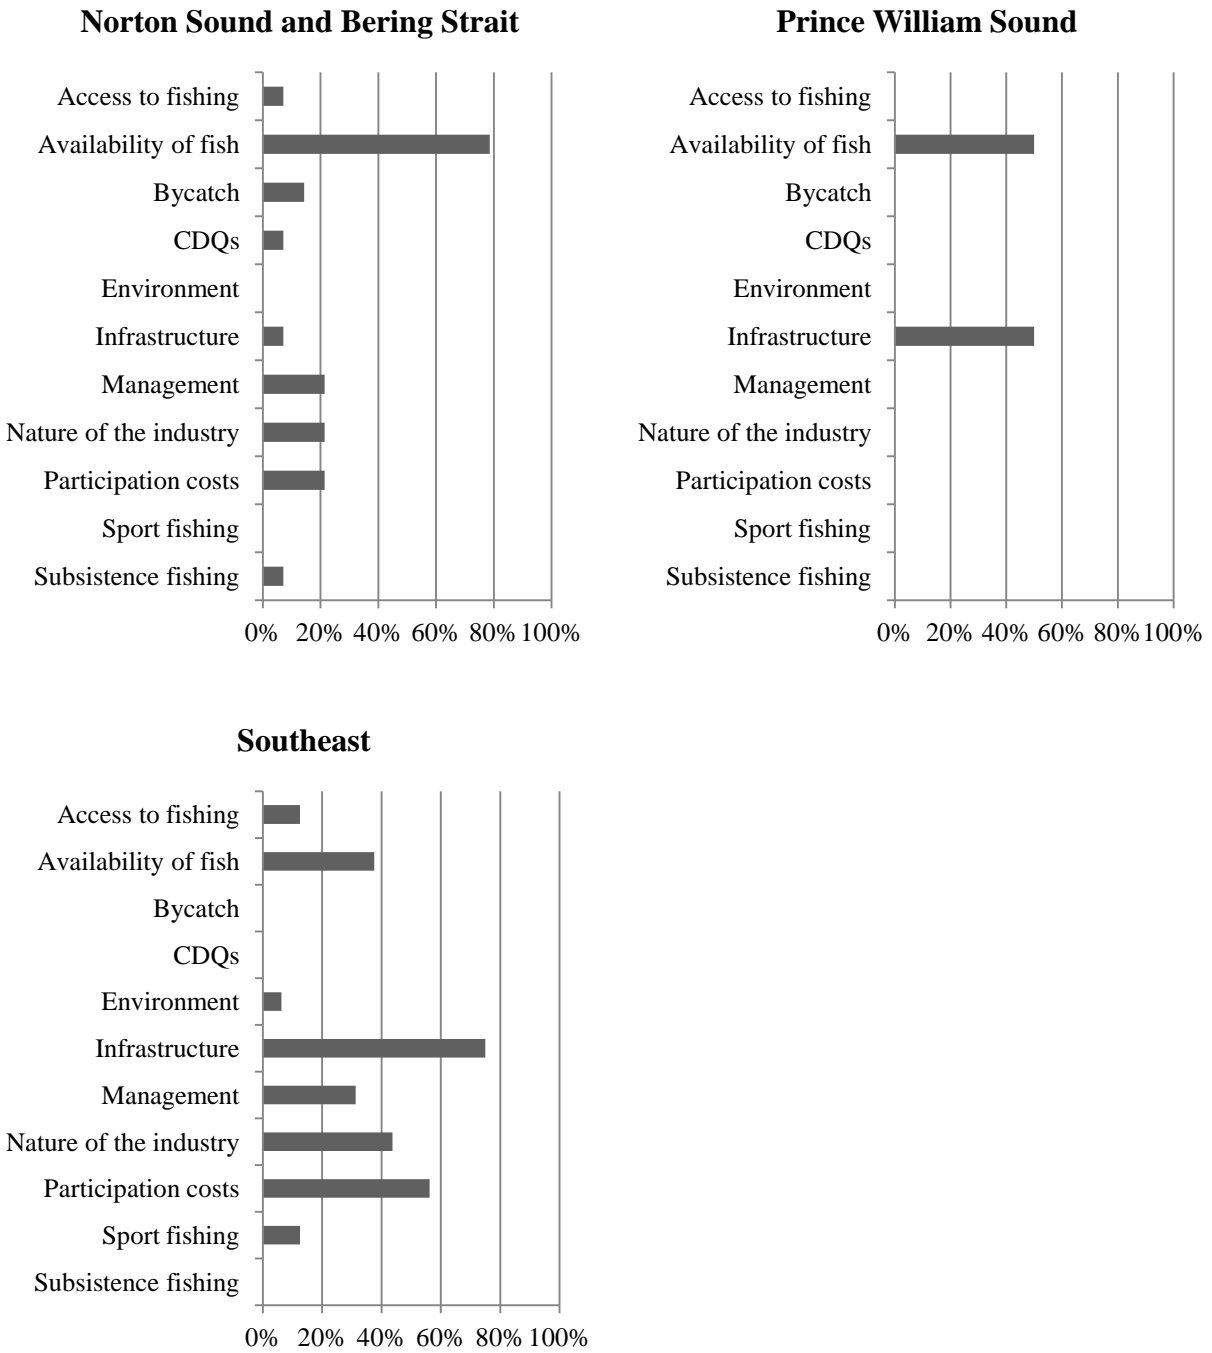 Norton Sound and Bering Strait
Access to fishing
Availability of fish
Bycatch
CDQs
Environment
Infrastructure
Management
Nature of the industry
Participation costs
Sport fishing
Subsistence fishing
0% 20% 40% 60% 80% 100%
Prince William Sound
Access to fishing
Availability of fish
Bycatch
CDQs
Environment
Infrastructure
Management
Nature of the industry
Participation costs
Sport fishing
Subsistence fishing
0% 20% 40% 60% 80% 100%
Southeast
Access to fishing
Availability of fish
Bycatch
CDQs
Environment
Infrastructure
Management
Nature of the industry
Participation costs
Sport fishing
Subsistence fishing
0% 20% 40% 60% 80% 100%